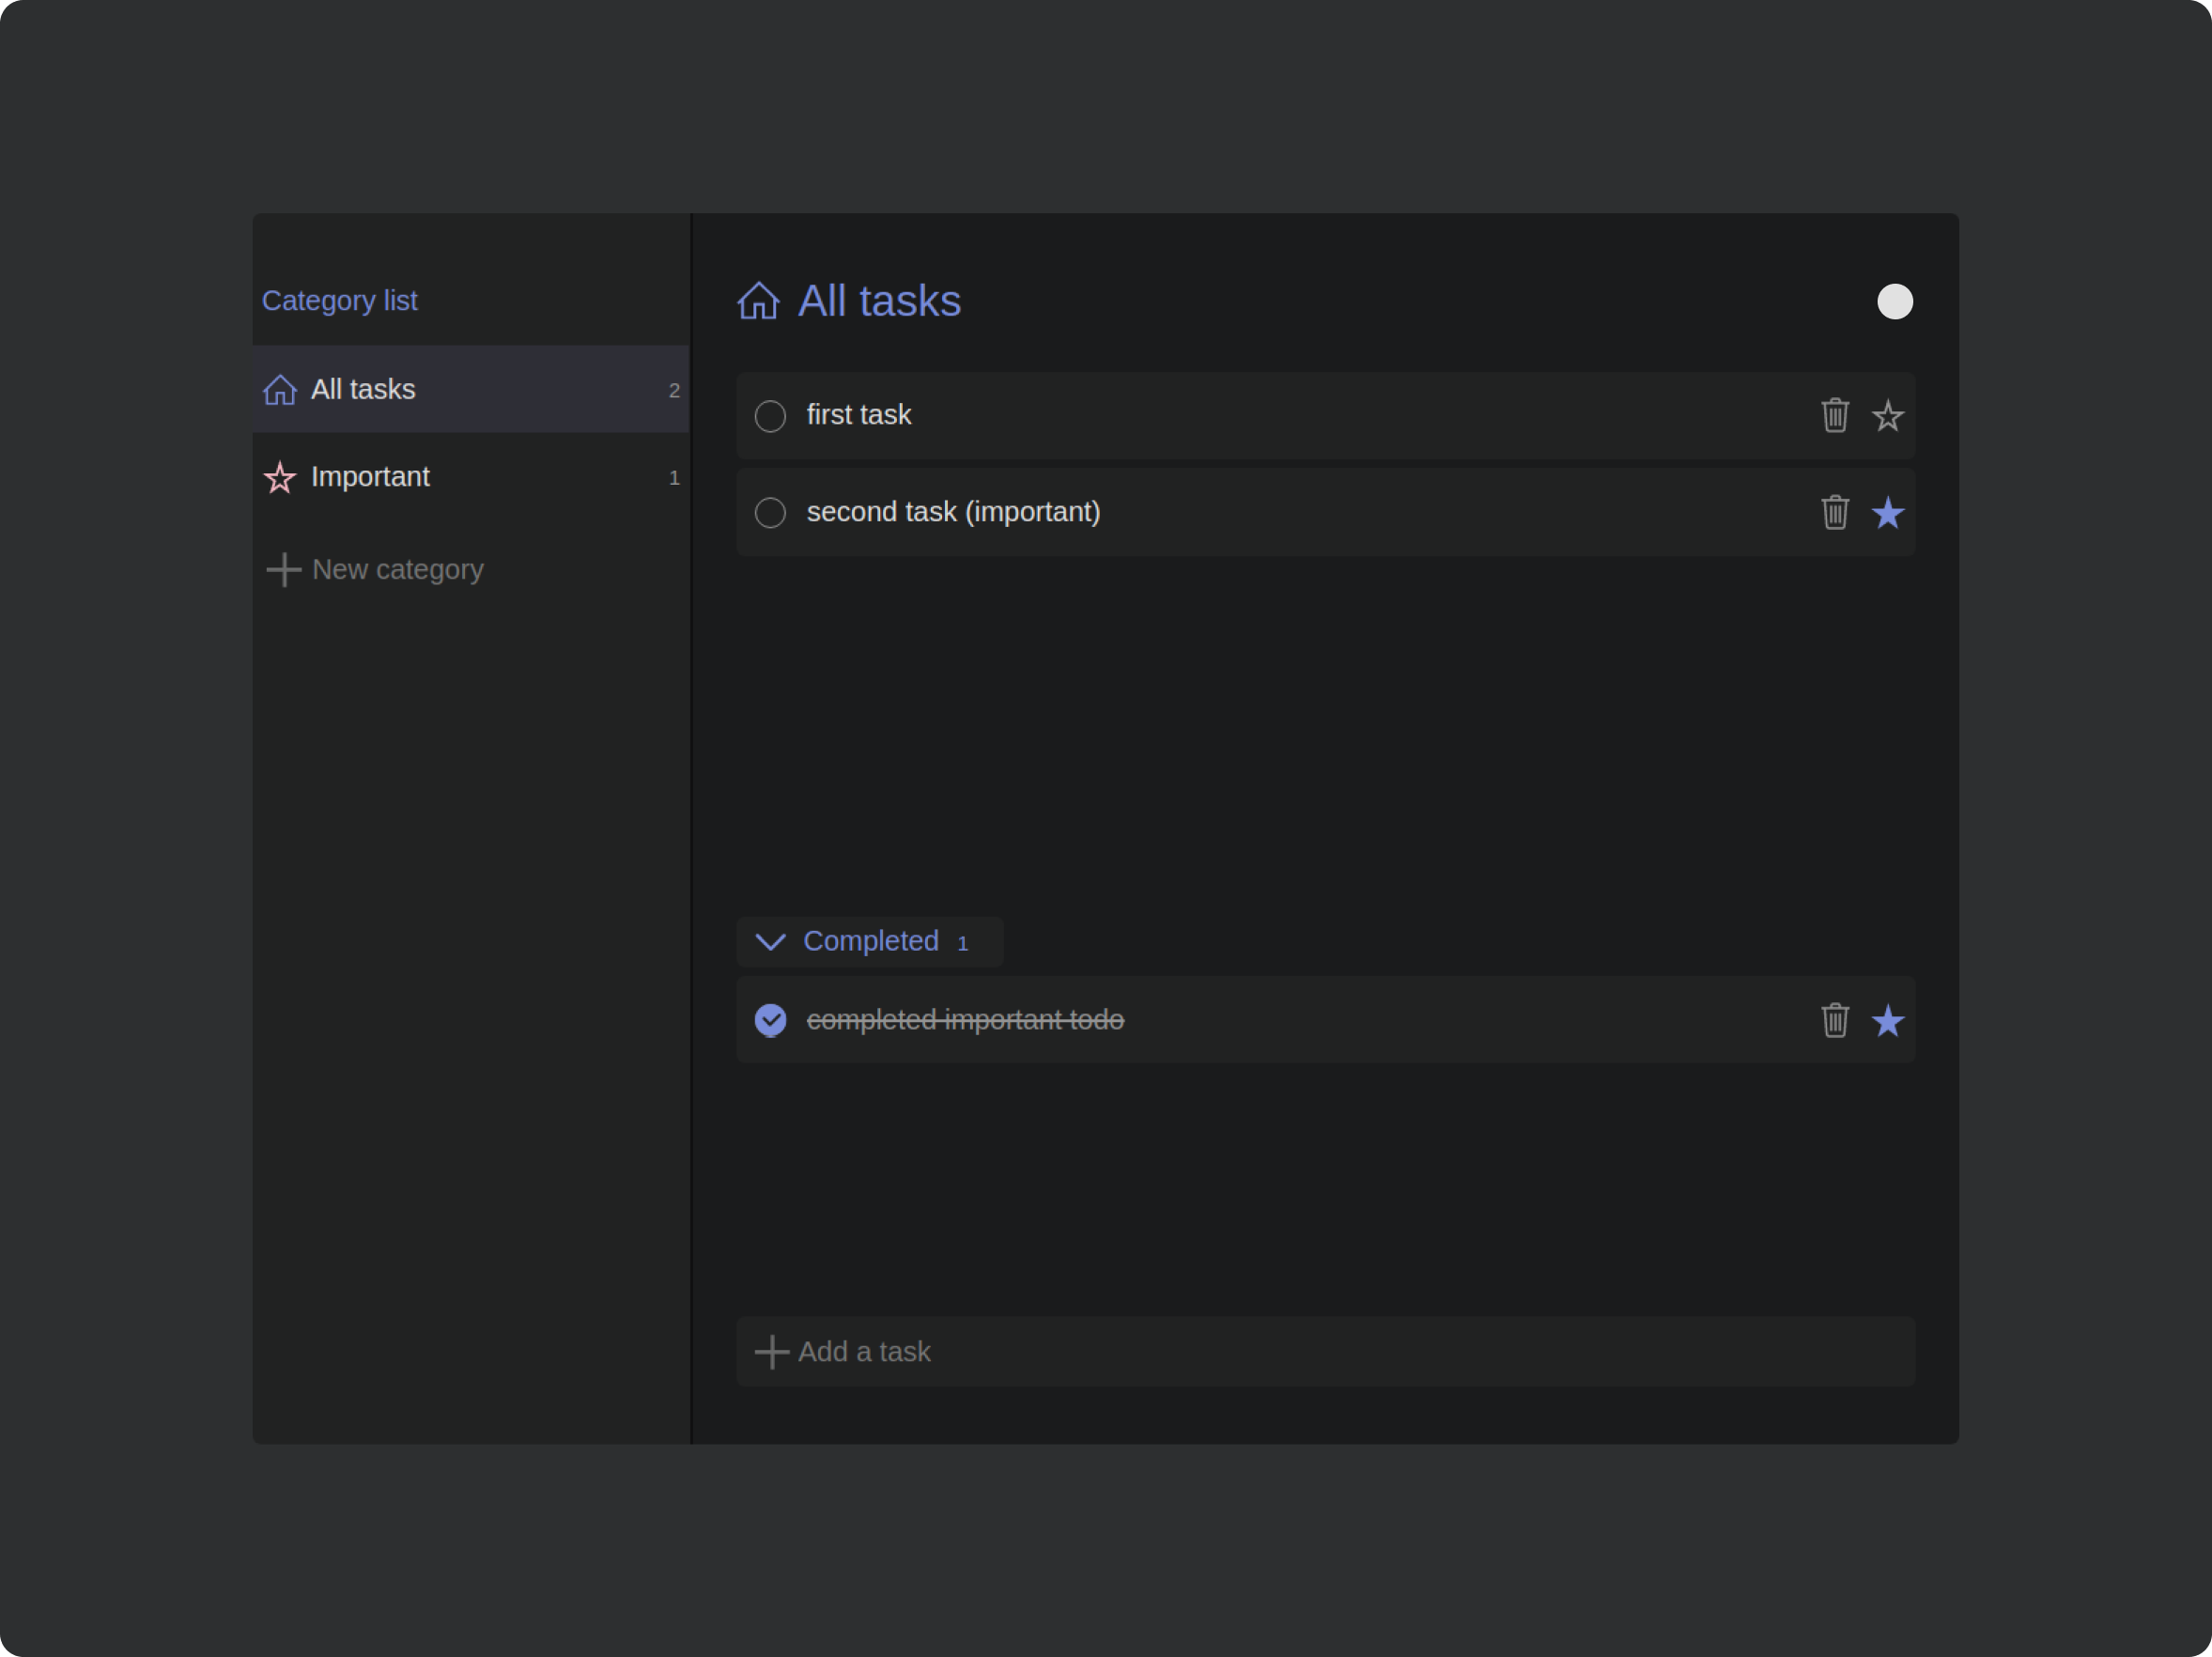 Category list
All tasks 2
Important 1
New category
All tasks
first task
second task (important)
Completed 1
completed important todo
Add a task